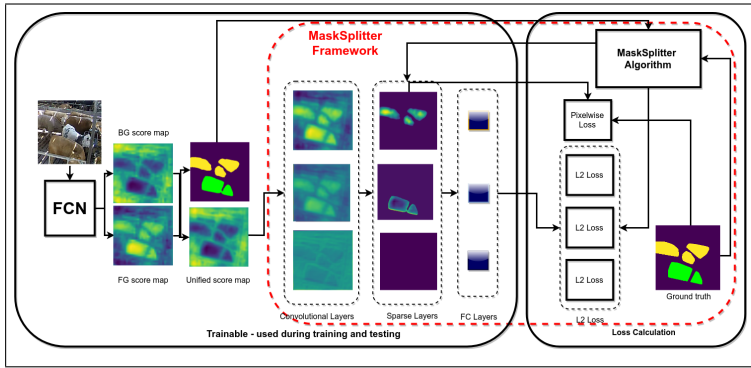 MaskSplitter
Framework
MaskSplitter
Algorithm
BG score map
Pixelwise
Loss
L2 Loss
FCN
L2 Loss
L2 Loss
FG score map
Unified score map
Ground truth
Convolutional Layers
Sparse Layers
FC Layers
L2 Loss
Trainable - used during training and testing
Loss Calculation